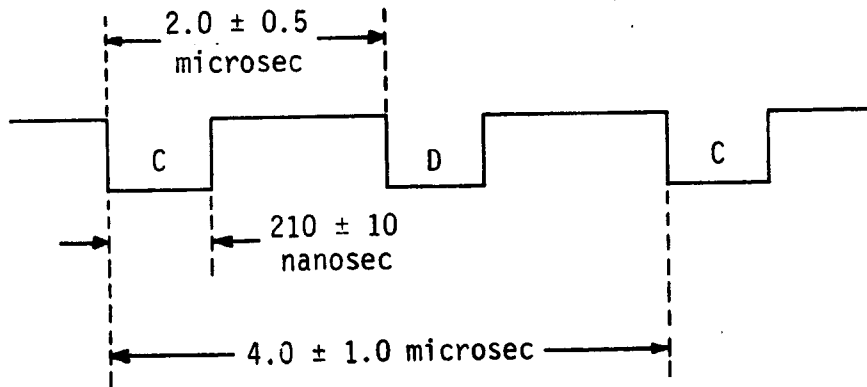 2.0 ± 0.5
microsec
C
D
C
210 ± 10
nanosec
4.0 ± 1.0 microsec